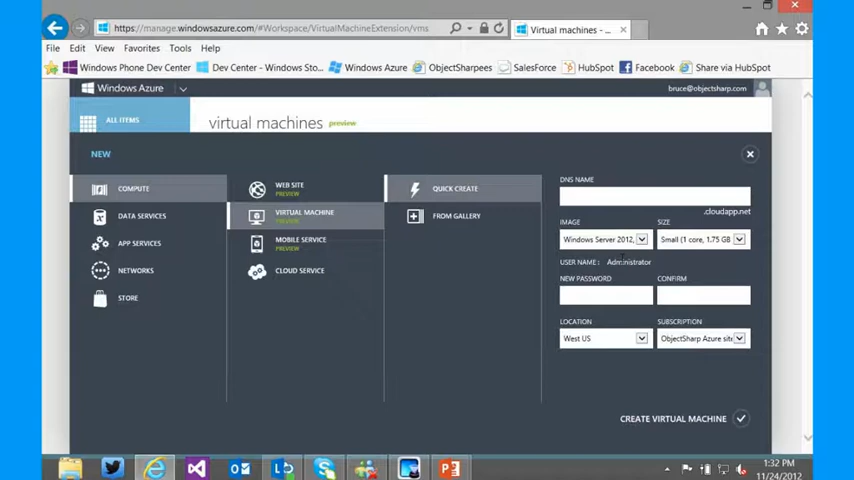 https://manage.windowsazure.com/#Workspace/VirtualMachineExtension/vms
Virtual machines - ...
File Edit View Favorites Tools Help
Windows Phone Dev Center Dev Center - Windows Sto... Windows Azure ObjectSharpees SalesForce HubSpot Facebook Share via HubSpot
Windows Azure bruce@objectsharp.com
ALL ITEMS virtual machines preview
NEW
COMPUTE
DATA SERVICES
APP SERVICES
NETWORKS
STORE
WEB SITE
PREVIEW
VIRTUAL MACHINE
PREVIEW
MOBILE SERVICE
PREVIEW
CLOUD SERVICE
QUICK CREATE
FROM GALLERY
DNS NAME
.cloudapp.net
IMAGE SIZE
Windows Server 2012, Small (1 core, 1.75 GB
USER NAME : Administrator
NEW PASSWORD CONFIRM
LOCATION SUBSCRIPTION
West US ObjectSharp Azure site
CREATE VIRTUAL MACHINE
1:32 PM
11/24/2012